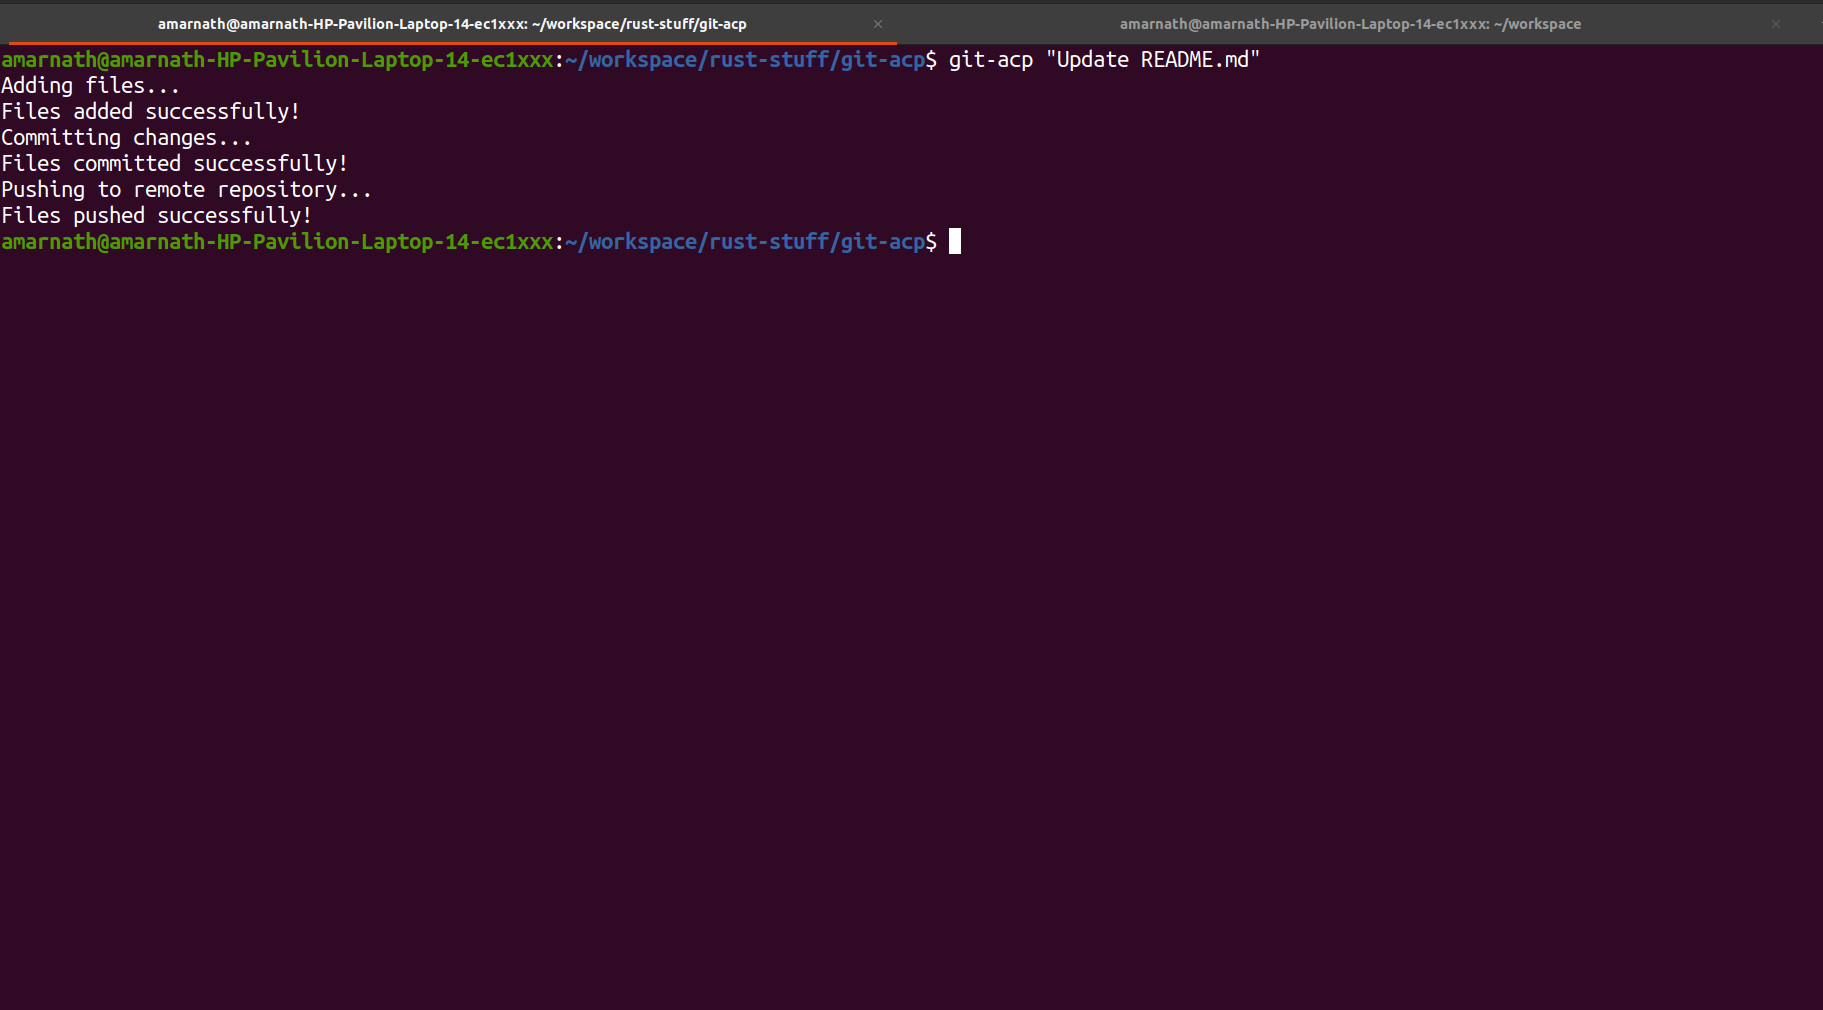 amarnath@amarnath-HP-Pavilion-Laptop-14-ec1xxx: ~/workspace/rust-stuff/git-acp × amarnath@amarnath-HP-Pavilion-Laptop-14-ec1xxx: ~/workspace ×
amarnath@amarnath-HP-Pavilion-Laptop-14-ec1xxx:~/workspace/rust-stuff/git-acp$ git-acp "Update README.md"
Adding files...
Files added successfully!
Committing changes...
Files committed successfully!
Pushing to remote repository...
Files pushed successfully!
amarnath@amarnath-HP-Pavilion-Laptop-14-ec1xxx:~/workspace/rust-stuff/git-acp$